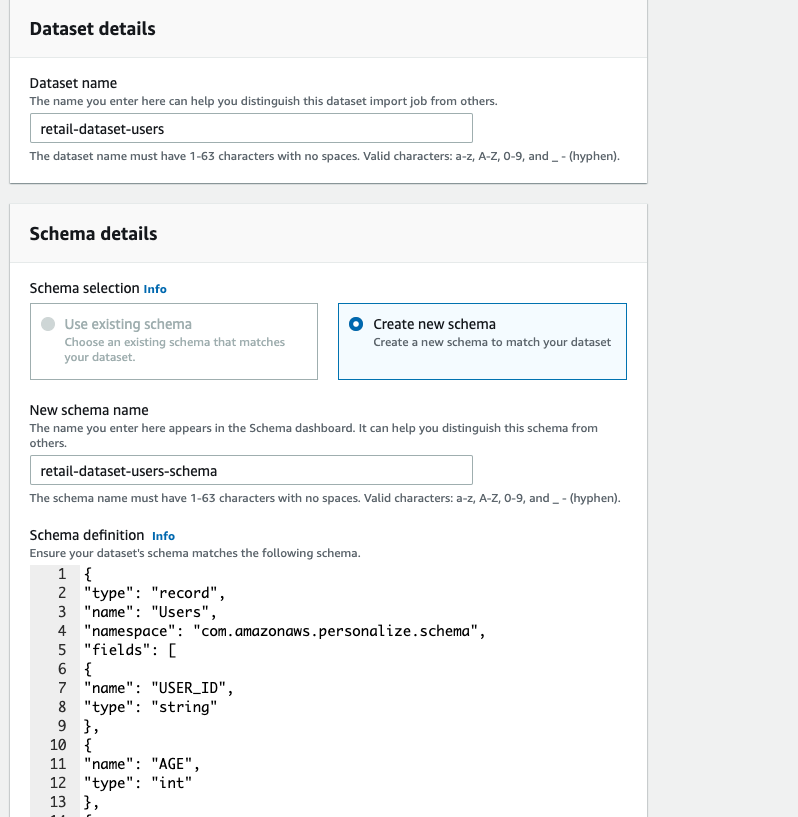 Dataset details
Dataset name
The name you enter here can help you distinguish this dataset import job from others.
retail-dataset-users
The dataset name must have 1-63 characters with no spaces. Valid characters: a-z, A-Z, 0-9, and _ - (hyphen).
Schema details
Schema selection Info
Use existing schema
Choose an existing schema that matches
your dataset.
Create new schema
Create a new schema to match your dataset
New schema name
The name you enter here appears in the Schema dashboard. It can help you distinguish this schema from
others.
retail-dataset-users-schema
The schema name must have 1-63 characters with no spaces. Valid characters: a-z, A-Z, 0-9, and _ - (hyphen).
Schema definition Info
Ensure your dataset's schema matches the following schema.
1 {
2 "type": "record",
3 "name": "Users",
4 "namespace": "com.amazonaws.personalize.schema",
5 "fields": [
6 {
7 "name": "USER_ID",
8 "type": "string"
9 },
10 {
11 "name": "AGE",
12 "type": "int"
13 },